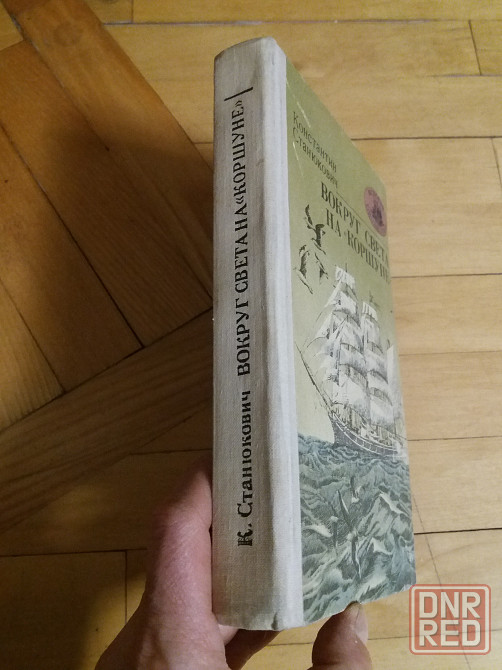 К. Станюкович ВОКРУГ СВЕТА НА «КОРШУНЕ»
Константин
Станюкович
ВОКРУГ СВЕТА
НА «КОРШУНЕ»
DNR
RED